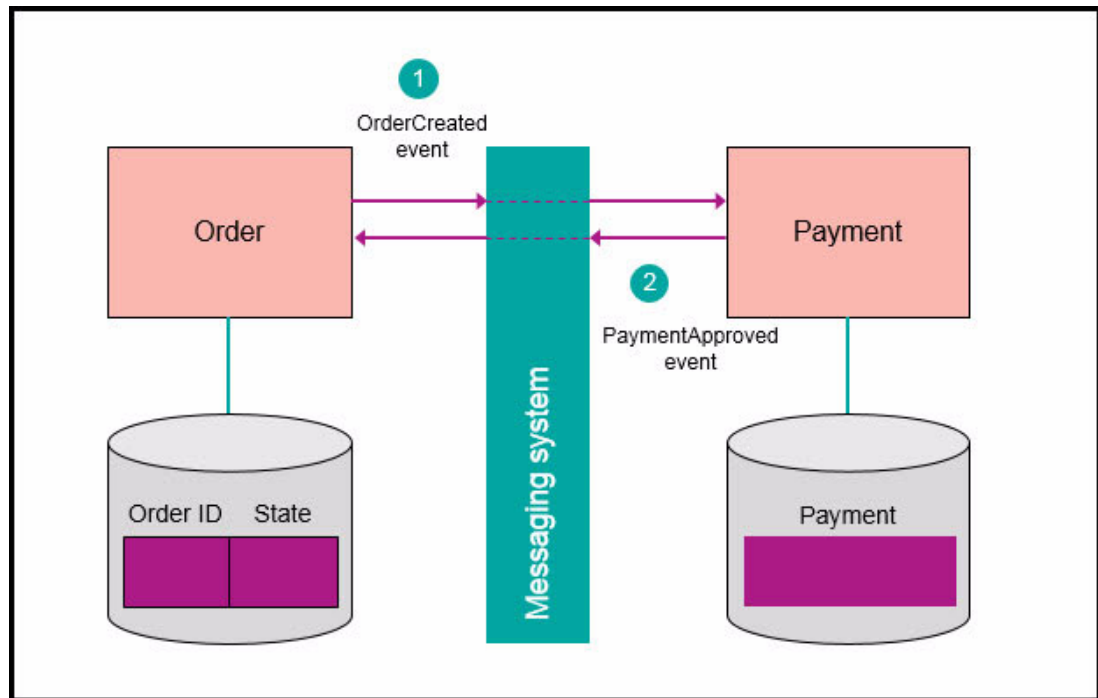 1
OrderCreated
event
Order
Payment
2
PaymentApproved
event
Messaging system
Order ID State
Payment